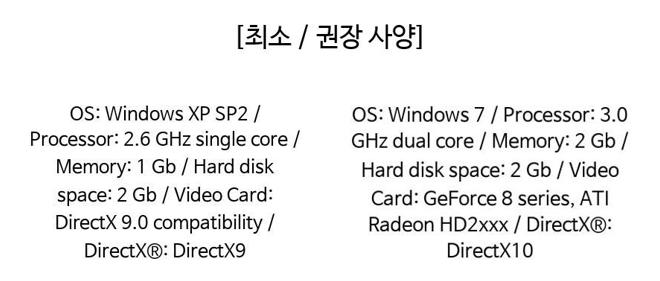 [최소 / 권장 사양]
OS: Windows XP SP2 /
Processor: 2.6 GHz single core /
Memory: 1 Gb / Hard disk
space: 2 Gb / Video Card:
DirectX 9.0 compatibility /
DirectX®: DirectX9
OS: Windows 7 / Processor: 3.0
GHz dual core / Memory: 2 Gb /
Hard disk space: 2 Gb / Video
Card: GeForce 8 series, ATI
Radeon HD2xxx / DirectX®:
DirectX10